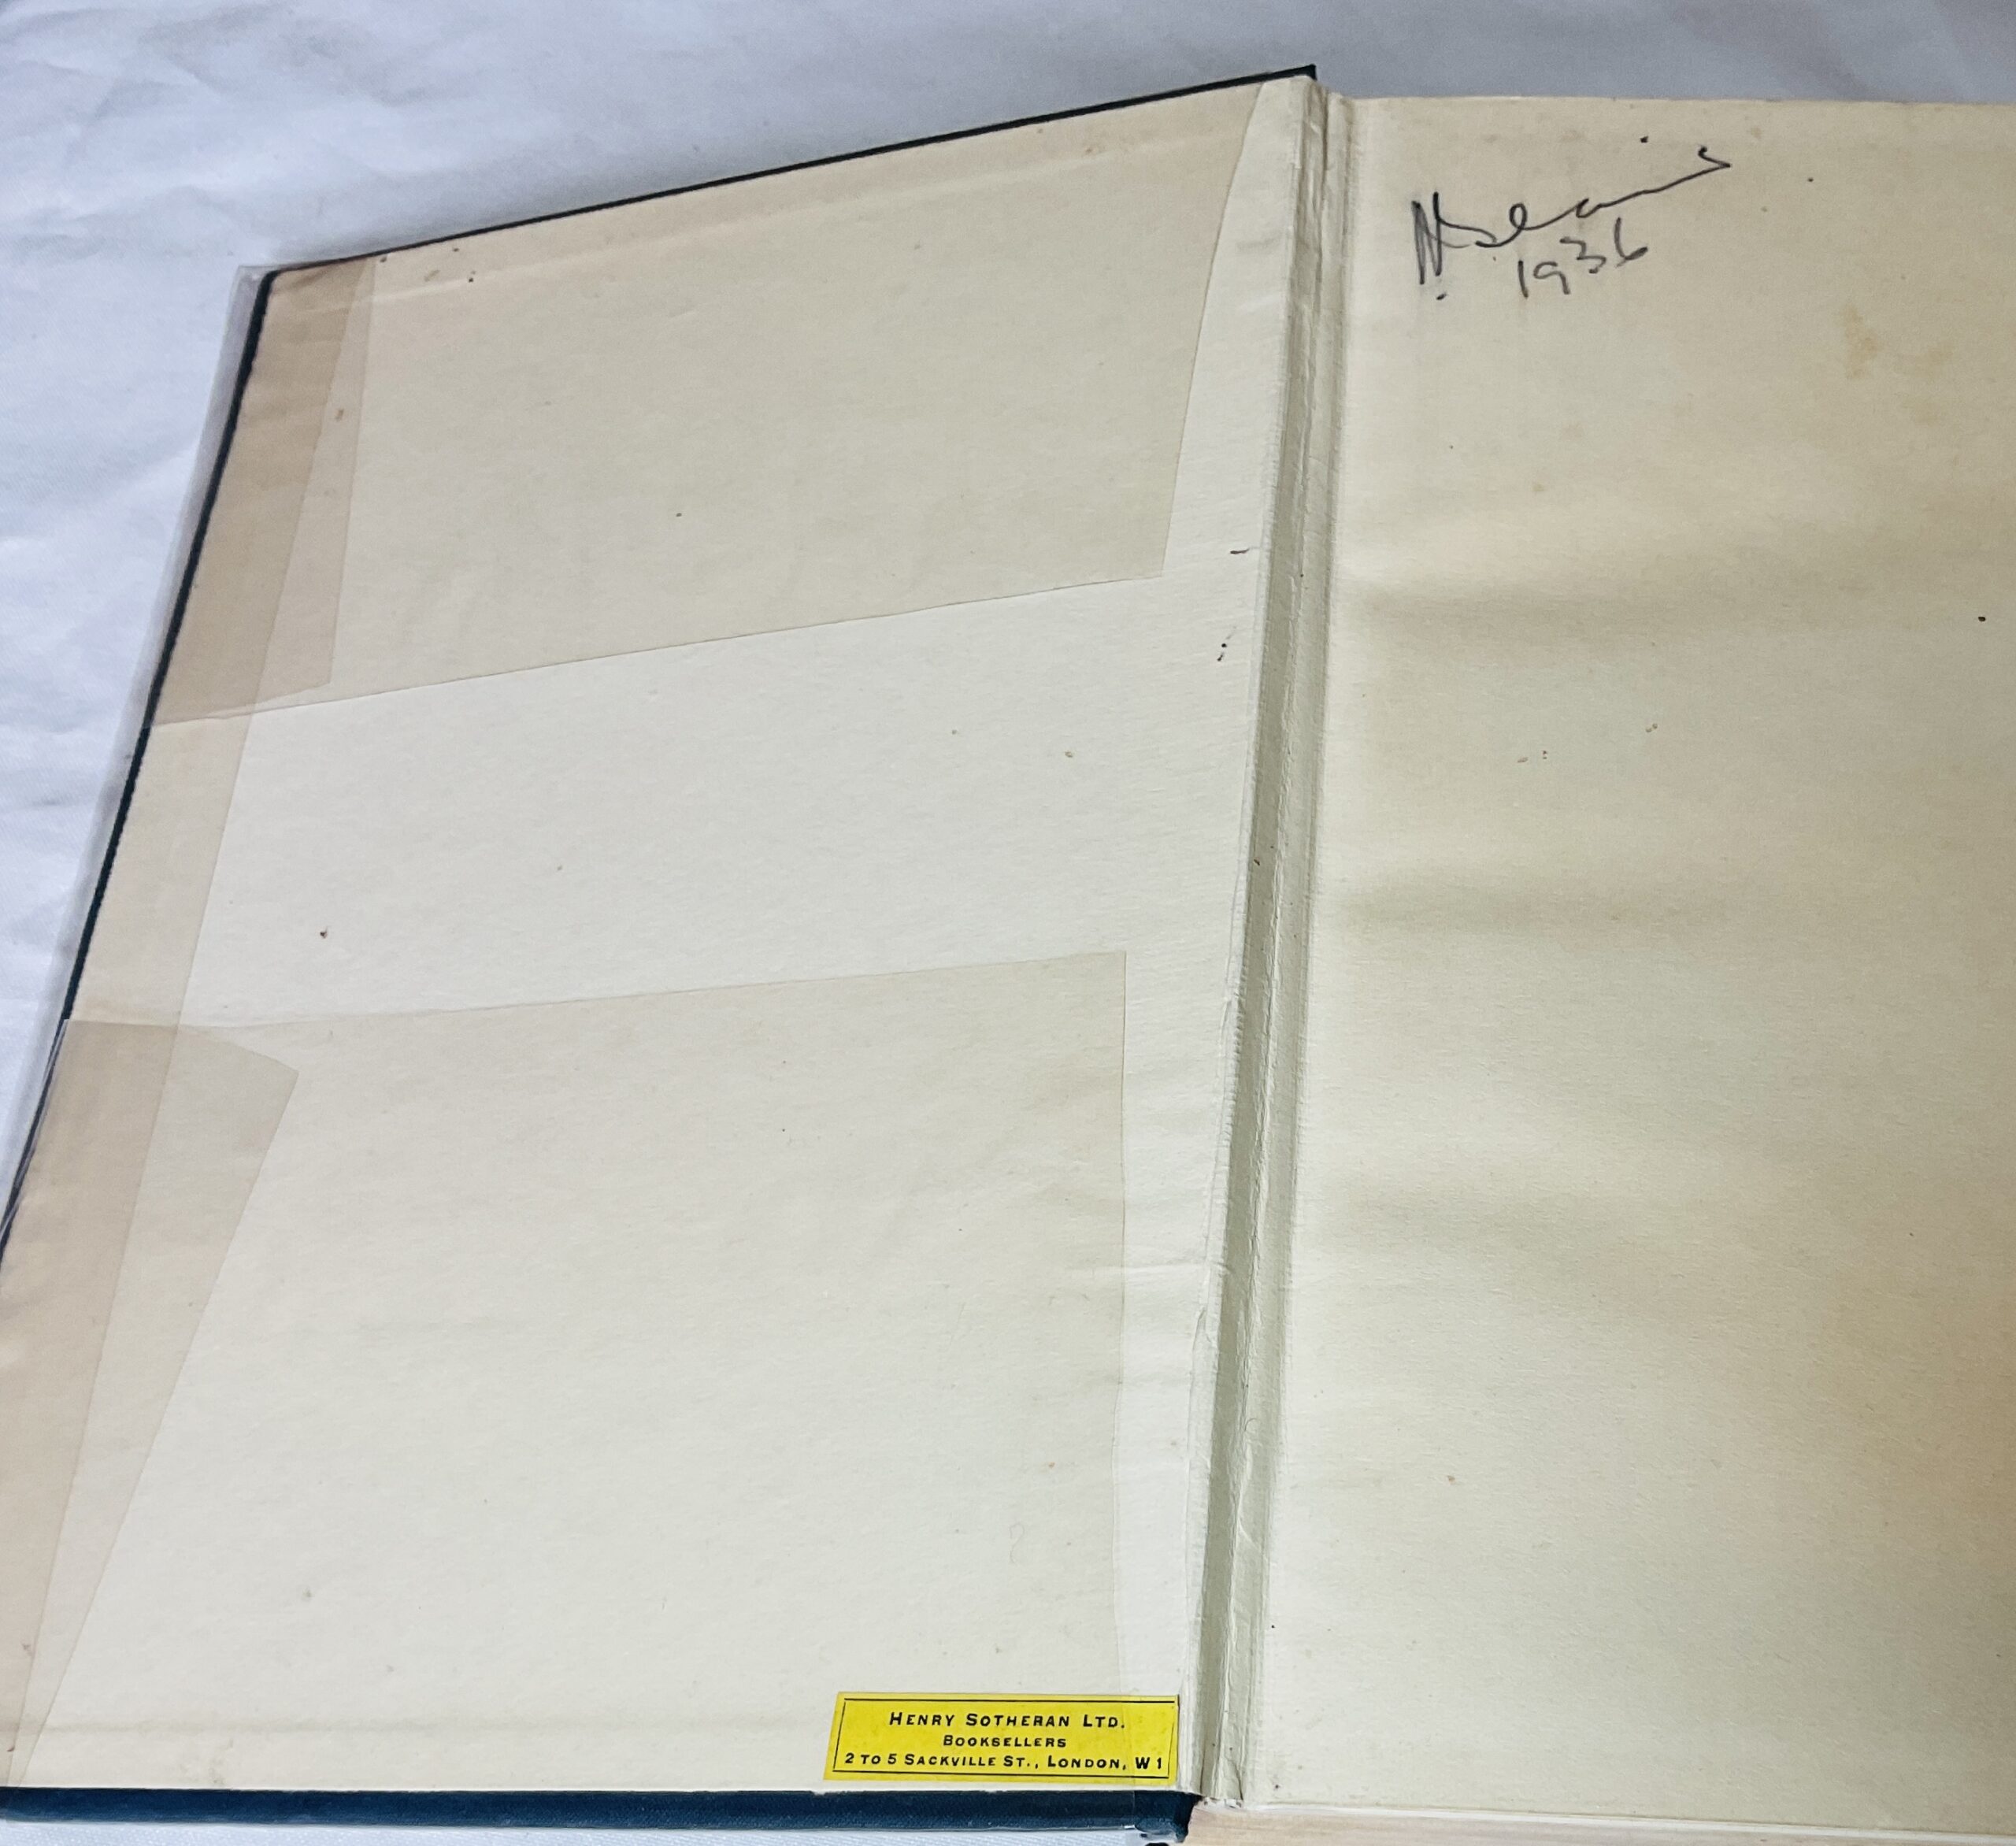 1936
HENRY SOTHERAN LTD.
BOOKSELLERS
2 TO 5 SACKVILLE ST., LONDON, W 1